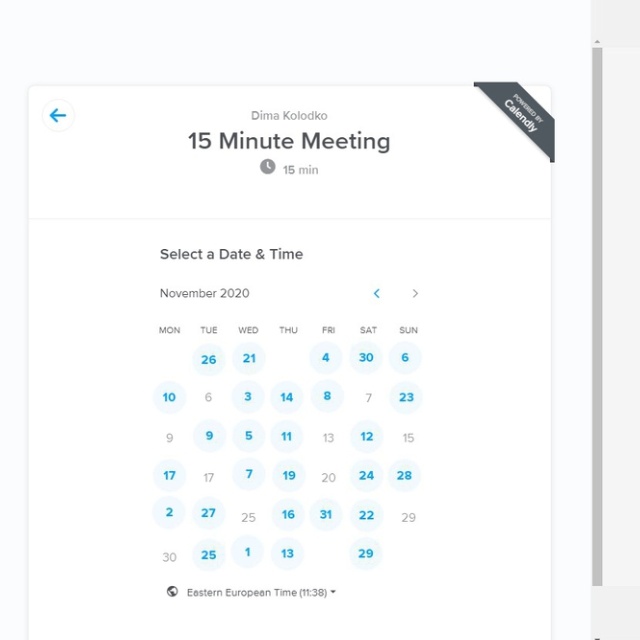 POWERED BY
Calendly
Dima Kolodko
15 Minute Meeting
15 min
Select a Date & Time
November 2020
MON TUE WED THU FRI SAT SUN
26 21 4 30 6
10 6 3 14 8 7 23
9 9 5 11 13 12 15
17 17 7 19 20 24 28
2 27 25 16 31 22 29
30 25 1 13 29
Eastern European Time (11:38)